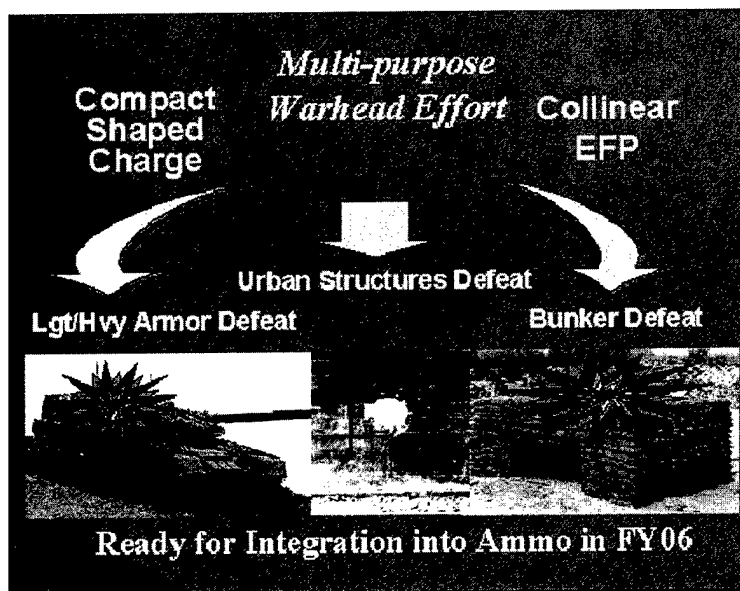 Multi-purpose
Warhead Effort
Compact
Shaped
Charge
Collinear
EFP
Urban Structures Defeat
Lgt/Hvy Armor Defeat
Bunker Defeat
Ready for Integration into Ammo in FY06